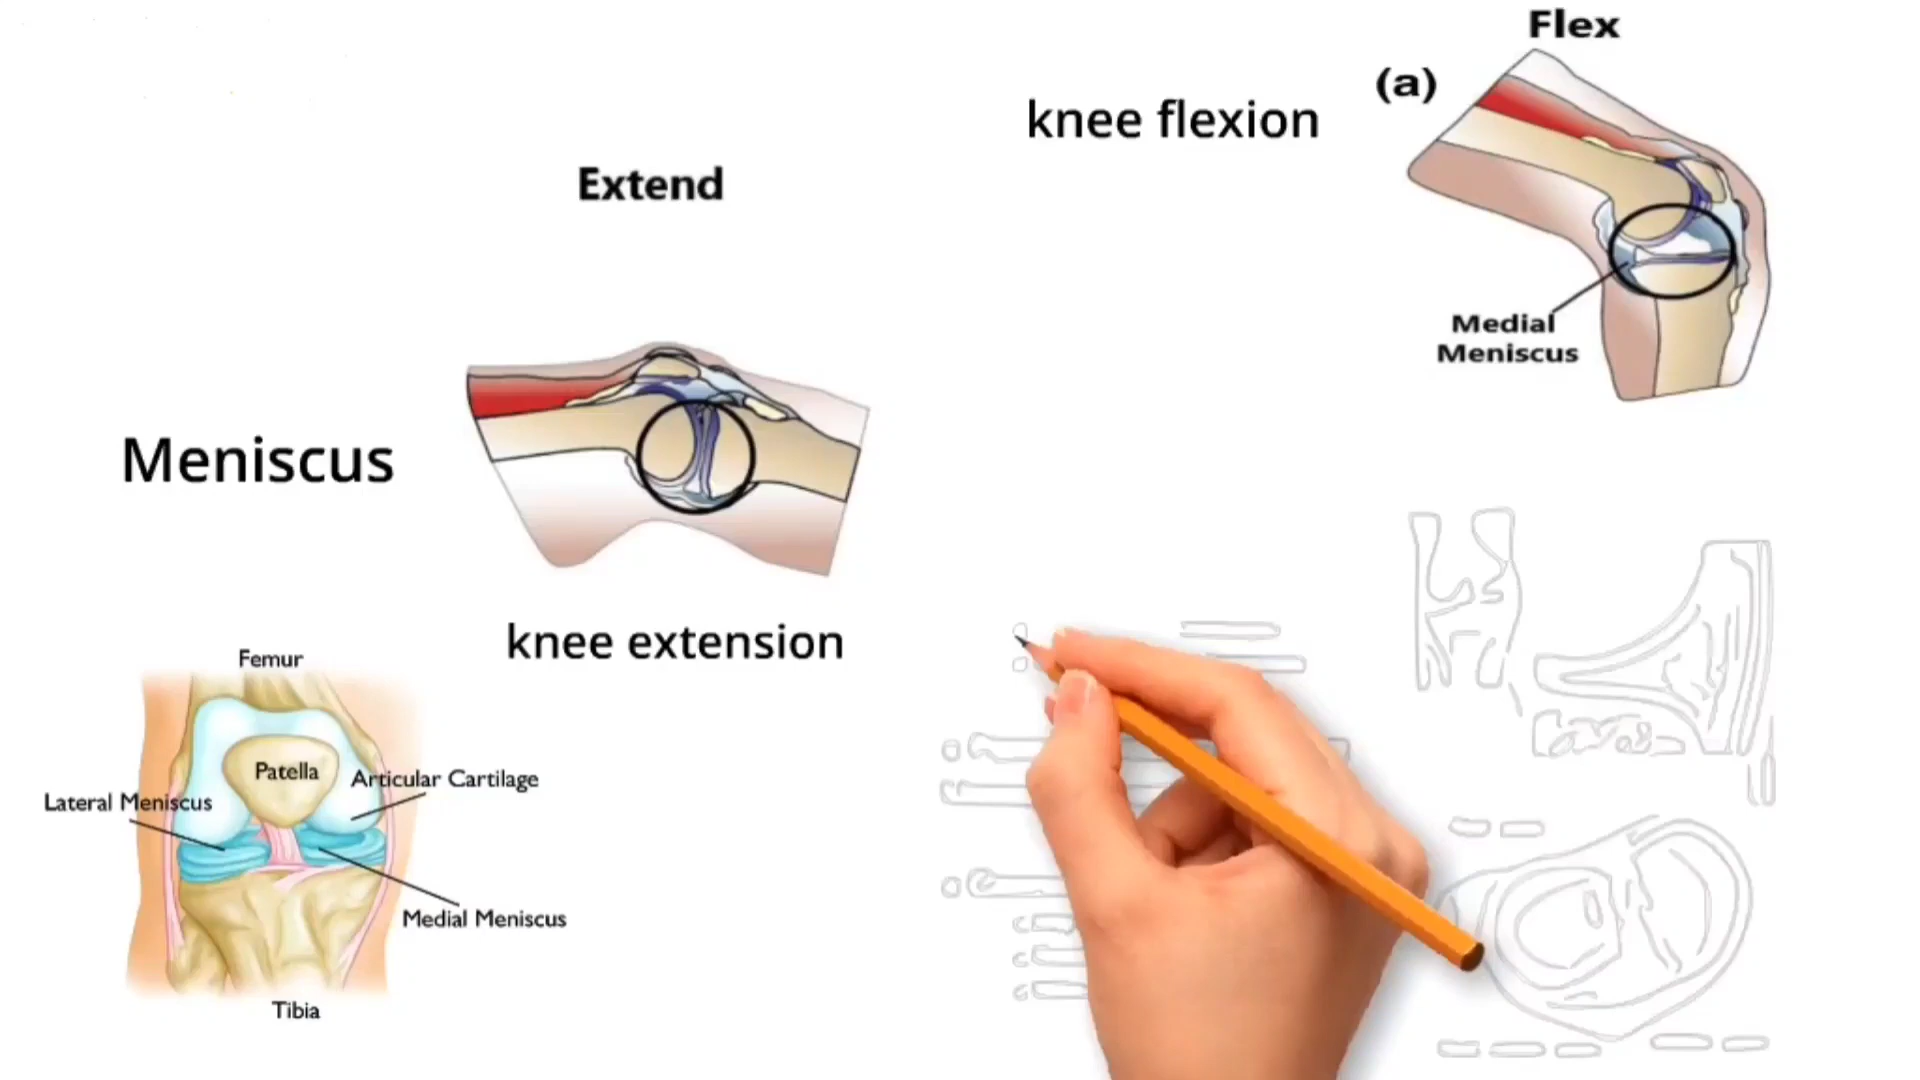 Flex
(a)
knee flexion
Extend
Medial
Meniscus
Meniscus
knee extension
Femur
Patella
Articular Cartilage
Lateral Meniscus
Medial Meniscus
Tibia